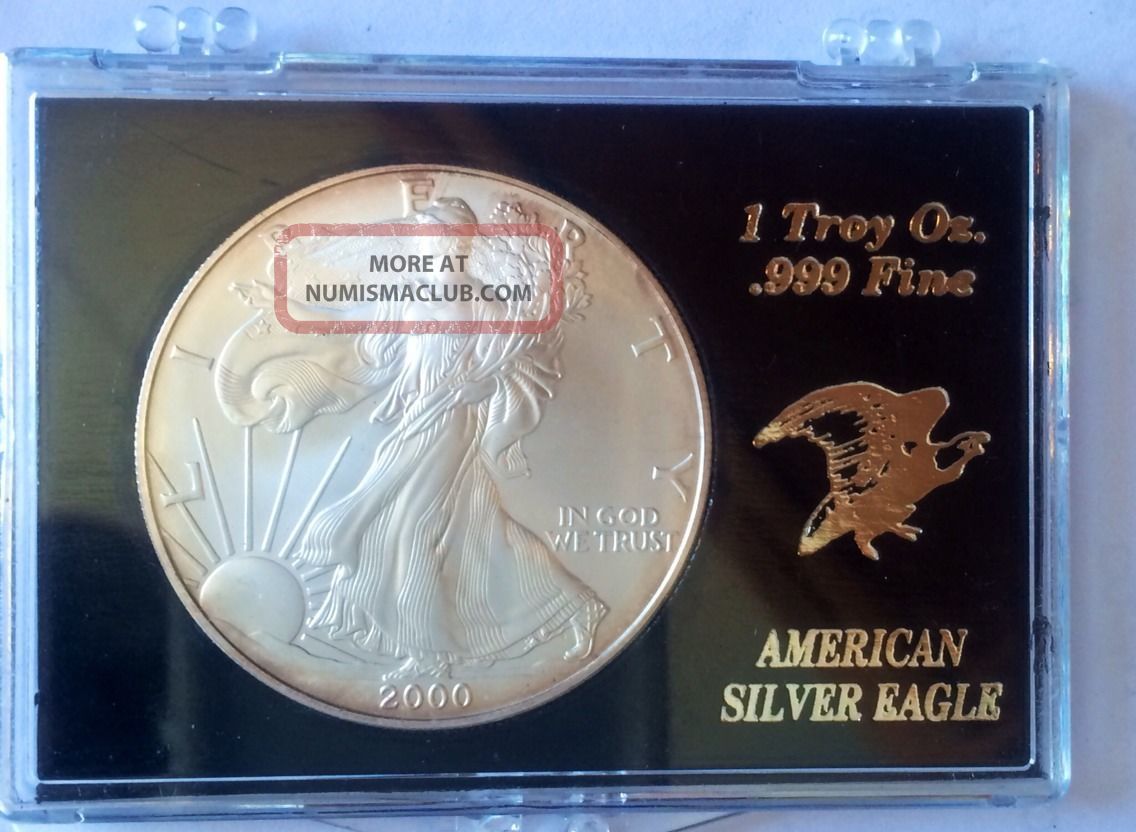 LIBERTY
MORE AT
NUMISMACLUB.COM
IN GOD
WE TRUST
2000
1 Troy Oz.
.999 Fine
AMERICAN
SILVER EAGLE